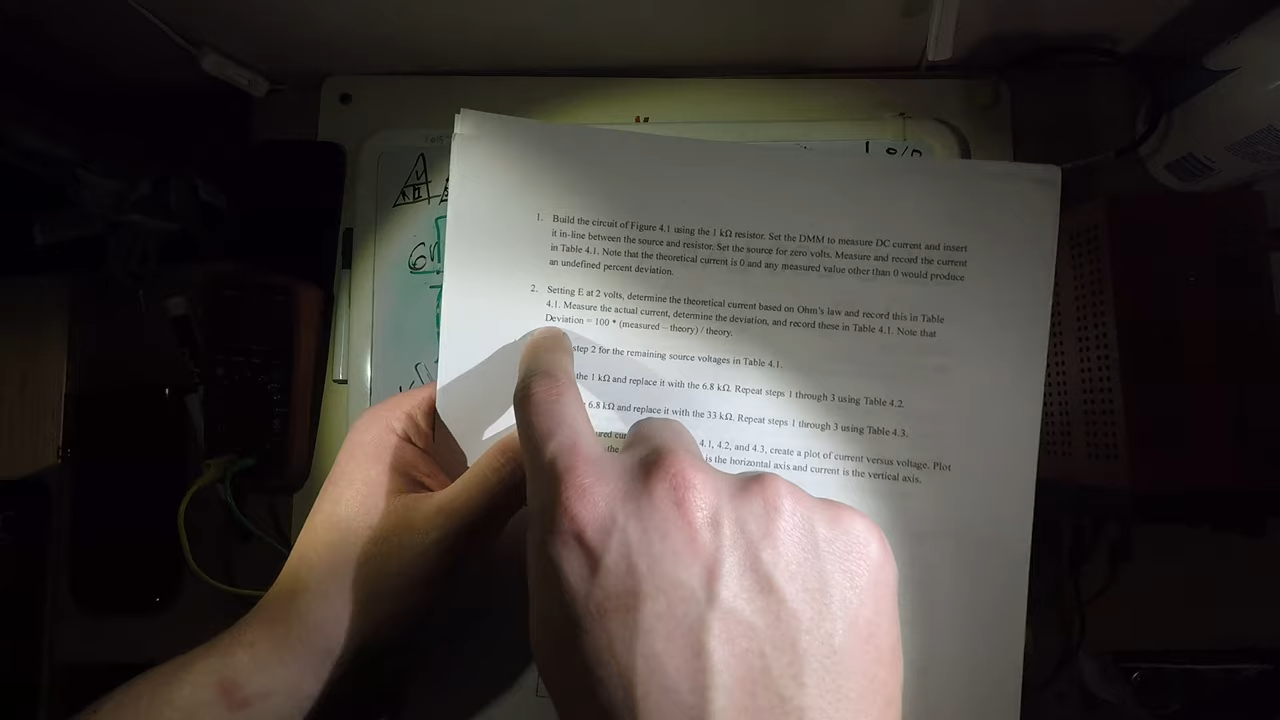 1. Build the circuit of Figure 4.1 using the 1 kΩ resistor. Set the DMM to measure DC current and insert
it in-line between the source and resistor. Set the source for zero volts. Measure and record the current
in Table 4.1. Note that the theoretical current is 0 and any measured value other than 0 would produce
an undefined percent deviation.
2. Setting E at 2 volts, determine the theoretical current based on Ohm's law and record this in Table
4.1. Measure the actual current, determine the deviation, and record these in Table 4.1. Note that
Deviation = 100 * (measured – theory) / theory.
step 2 for the remaining source voltages in Table 4.1.
the 1 kΩ and replace it with the 6.8 kΩ. Repeat steps 1 through 3 using Table 4.2.
6.8 kΩ and replace it with the 33 kΩ. Repeat steps 1 through 3 using Table 4.3.
4.1, 4.2, and 4.3, create a plot of current versus voltage. Plot
the is the horizontal axis and current is the vertical axis.